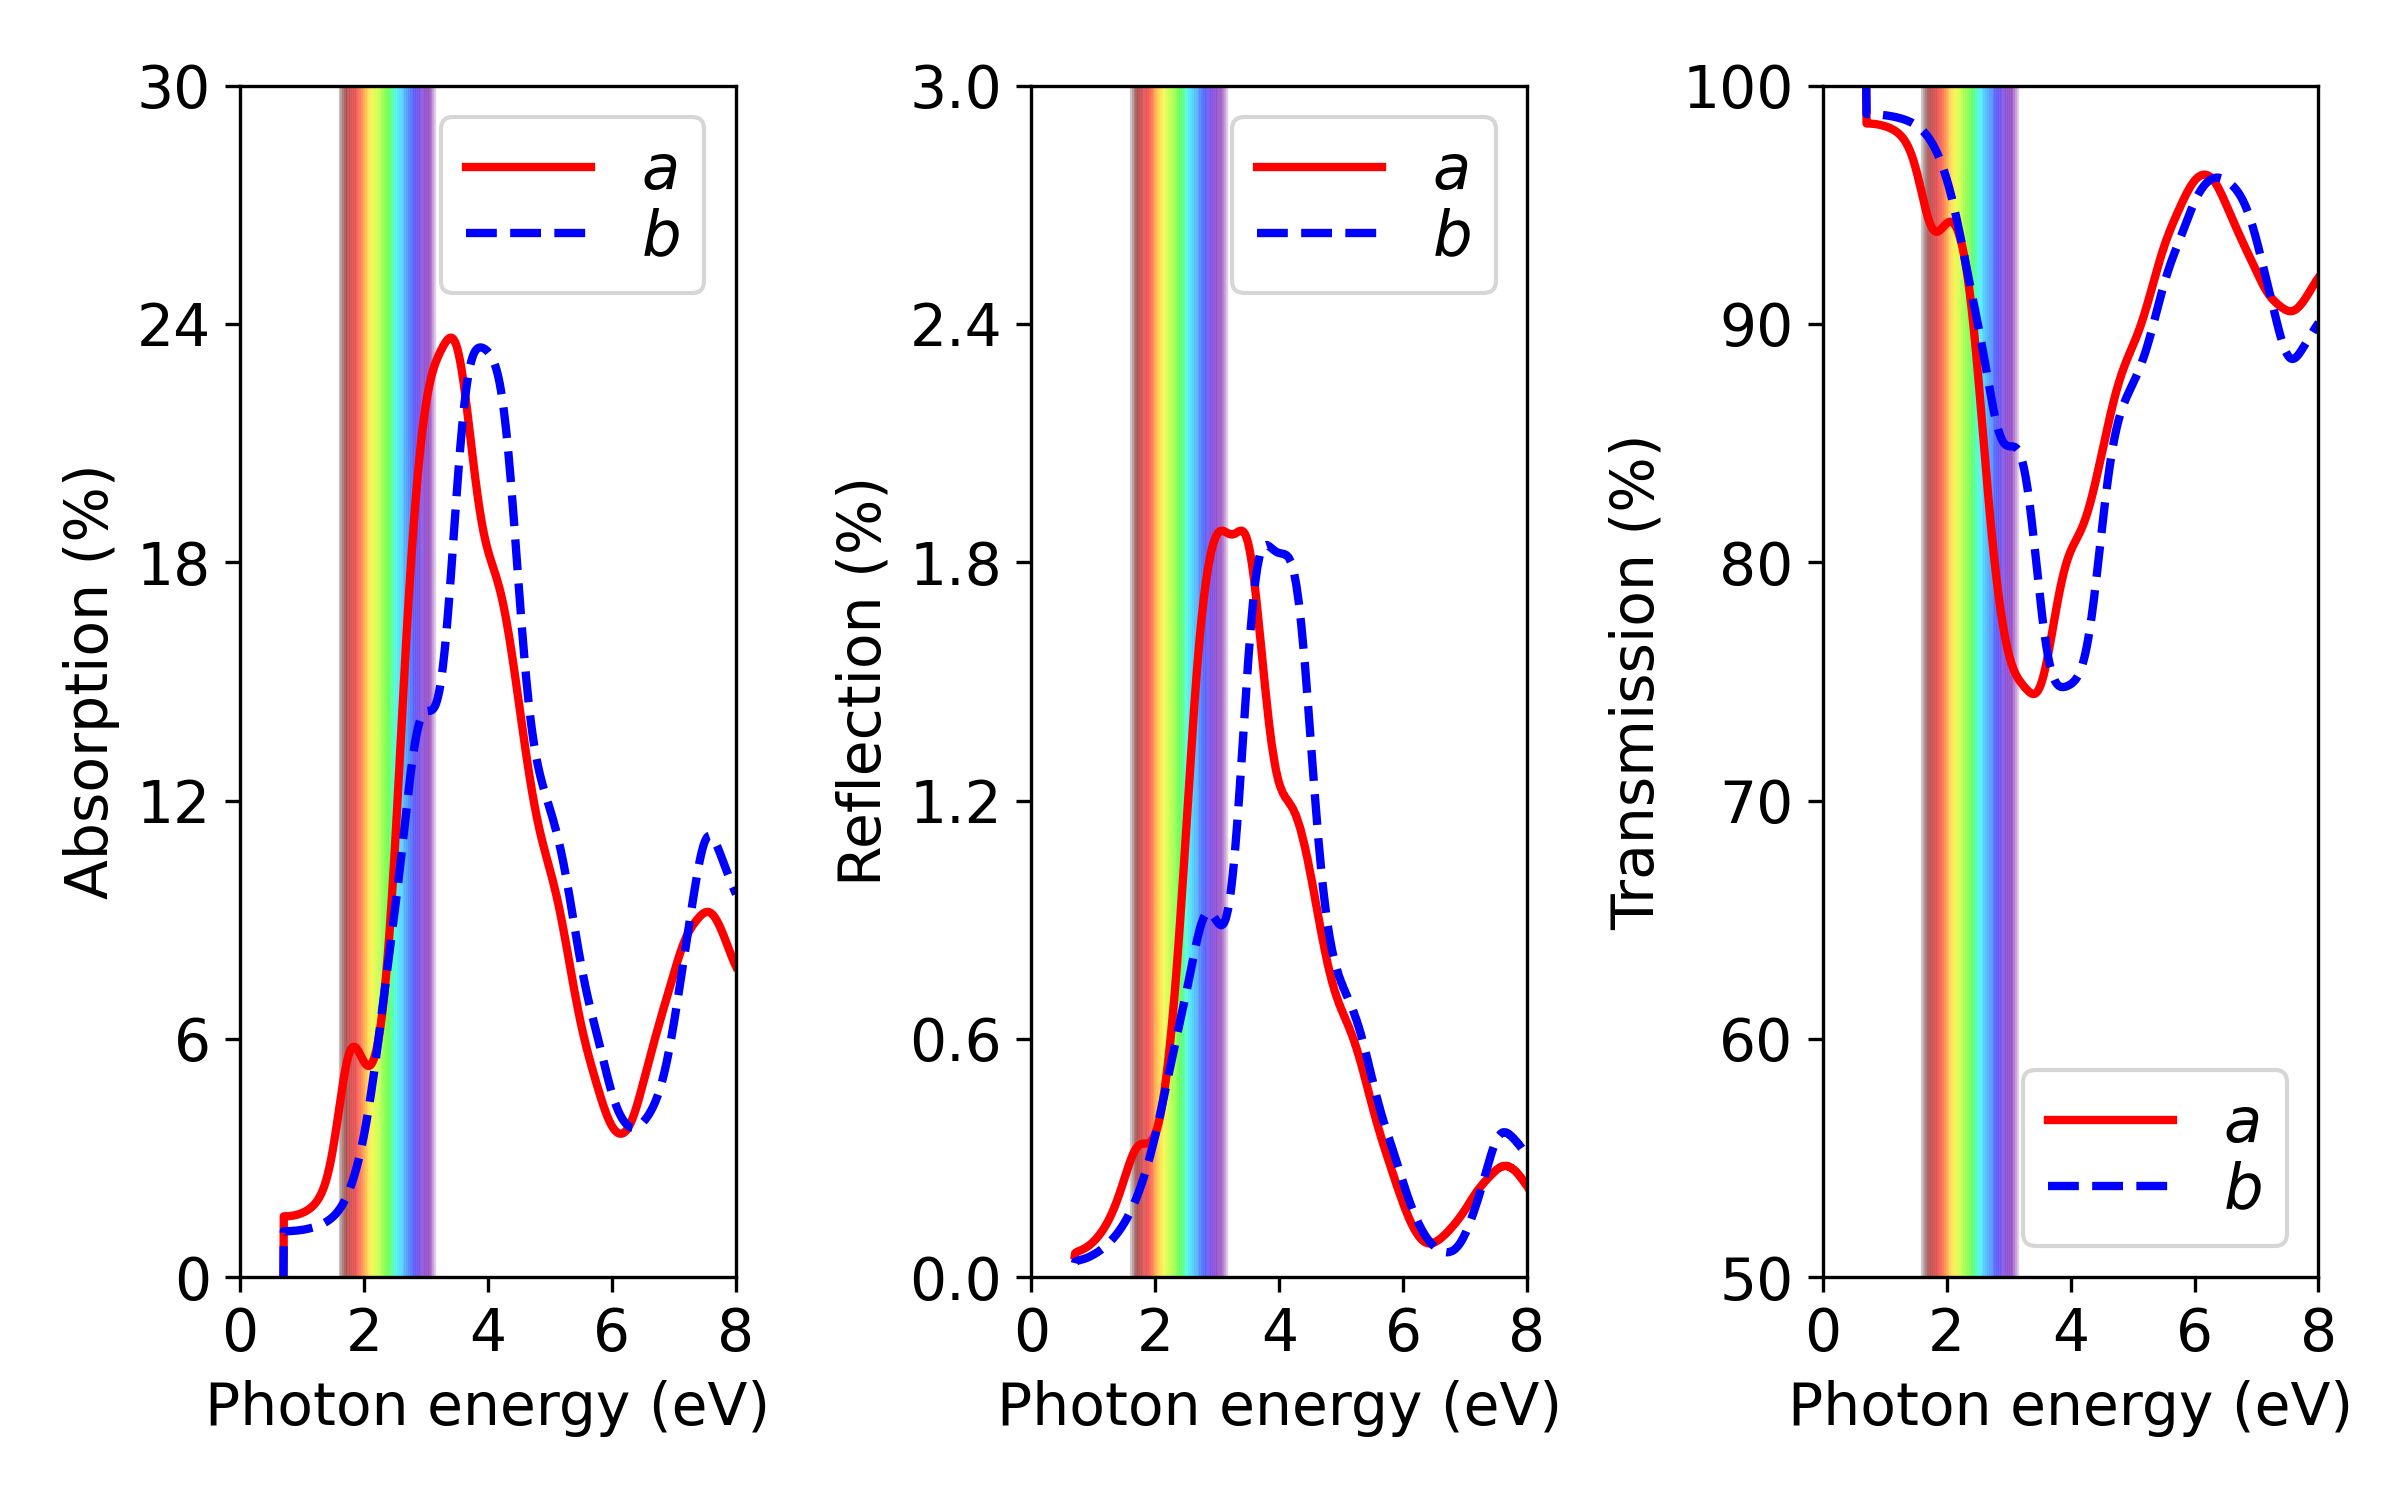 Absorption (%)
30
24
18
12
6
0
0 2 4 6 8
Photon energy (eV)
a
b
Reflection (%)
3.0
2.4
1.8
1.2
0.6
0.0
0 2 4 6 8
Photon energy (eV)
a
b
Transmission (%)
100
90
80
70
60
50
0 2 4 6 8
Photon energy (eV)
a
b